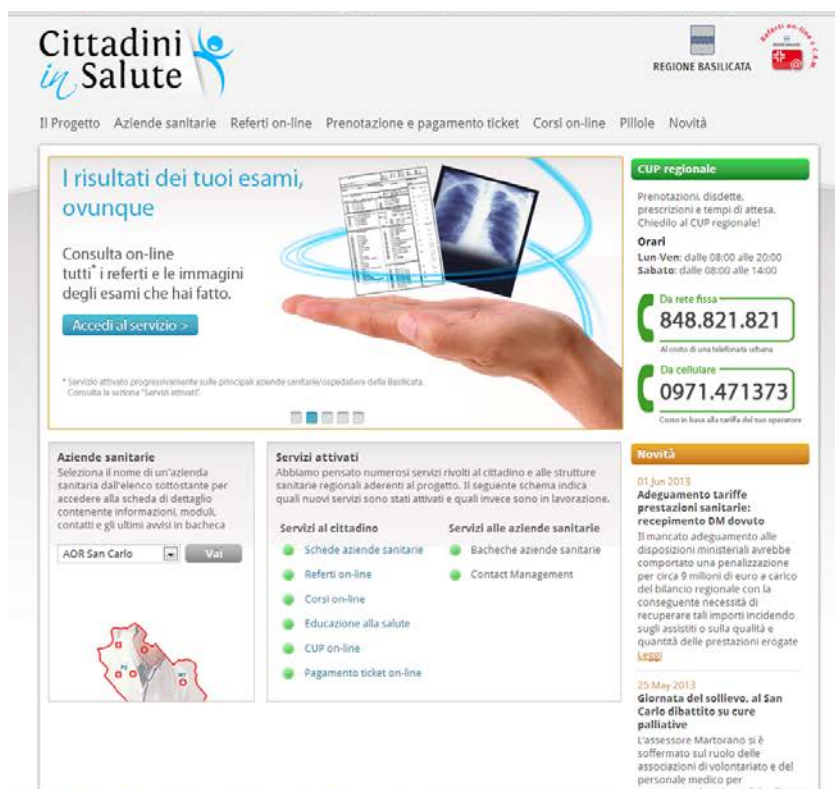 Cittadini
in Salute
REGIONE BASILICATA
Referti on-line e C.R.M.
Il Progetto Aziende sanitarie Referti on-line Prenotazione e pagamento ticket Corsi on-line Pillole Novità
I risultati dei tuoi esami,
ovunque
Consulta on-line
tutti* i referti e le immagini
degli esami che hai fatto.
Accedi al servizio >
* Servizio attivato progressivamente sulle principali aziende sanitarie/ospedaliere della Basilicata.
Consulta la sezione "Servizi attivati".
CUP regionale
Prenotazioni, disdette,
prescrizioni e tempi di attesa.
Chiedilo al CUP regionale!
Orari
Lun-Ven: dalle 08:00 alle 20:00
Sabato: dalle 08:00 alle 14:00
Da rete fissa
848.821.821
Al costo di una telefonata urbana
Da cellulare
0971.471373
Costo in base alla tariffa del tuo operatore
Aziende sanitarie
Seleziona il nome di un'azienda
sanitaria dall'elenco sottostante per
accedere alla scheda di dettaglio
contenente informazioni, moduli,
contatti e gli ultimi avvisi in bacheca
AOR San Carlo Vai
Servizi attivati
Abbiamo pensato numerosi servizi rivolti al cittadino e alle strutture
sanitarie regionali aderenti al progetto. Il seguente schema indica
quali nuovi servizi sono stati attivati e quali invece sono in lavorazione.
Servizi al cittadino
Schede aziende sanitarie
Referti on-line
Corsi on-line
Educazione alla salute
CUP on-line
Pagamento ticket on-line
Servizi alle aziende sanitarie
Bacheche aziende sanitarie
Contact Management
Novità
01 Jun 2013
Adeguamento tariffe
prestazioni sanitarie:
recepimento DM dovuto
Il mancato adeguamento alle
disposizioni ministeriali avrebbe
comportato una penalizzazione
per circa 9 milioni di euro a carico
del bilancio regionale con la
conseguente necessità di
recuperare tali importi incidendo
sugli assistiti o sulla qualità e
quantità delle prestazioni erogate
Leggi
25 May 2013
Giornata del sollievo, al San
Carlo dibattito su cure
palliative
L'assessore Martorano si è
soffermato sul ruolo delle
associazioni di volontariato e del
personale medico per